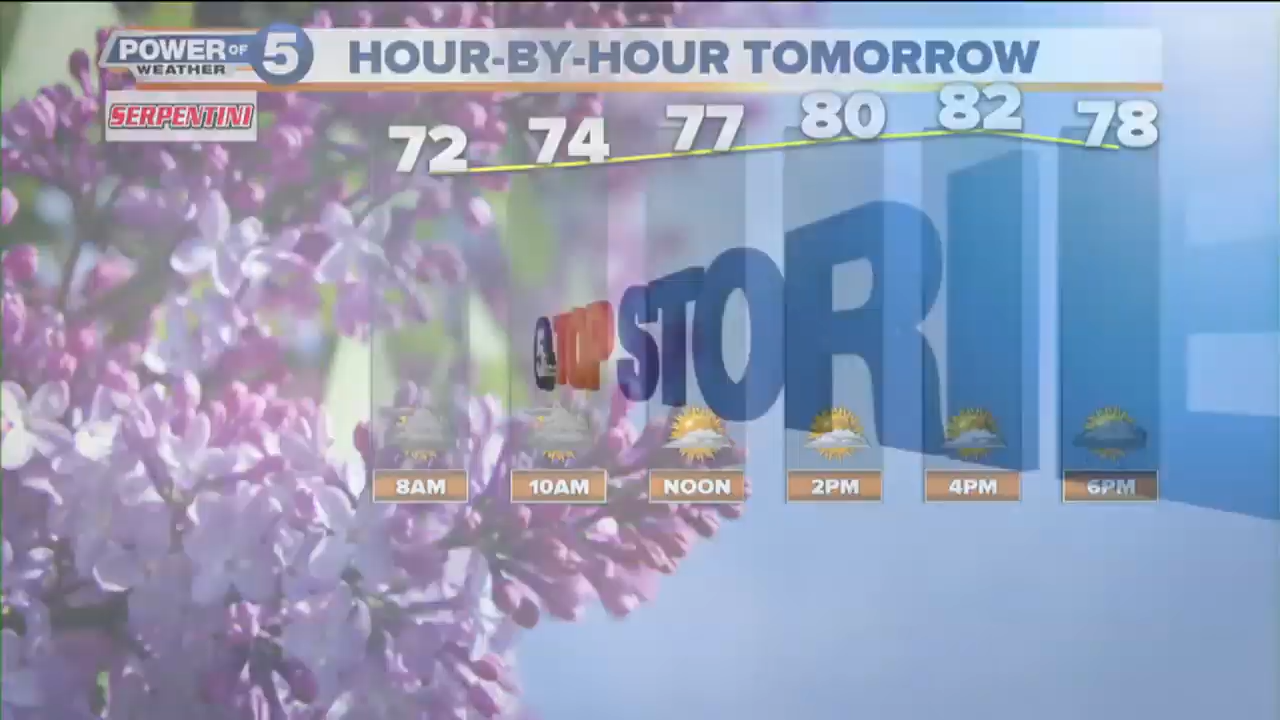 POWER OF 5
WEATHER
HOUR-BY-HOUR TOMORROW
SERPENTINI
72 74 77 80 82 78
TOP
STORI
8AM 10AM NOON 2PM 4PM 6PM